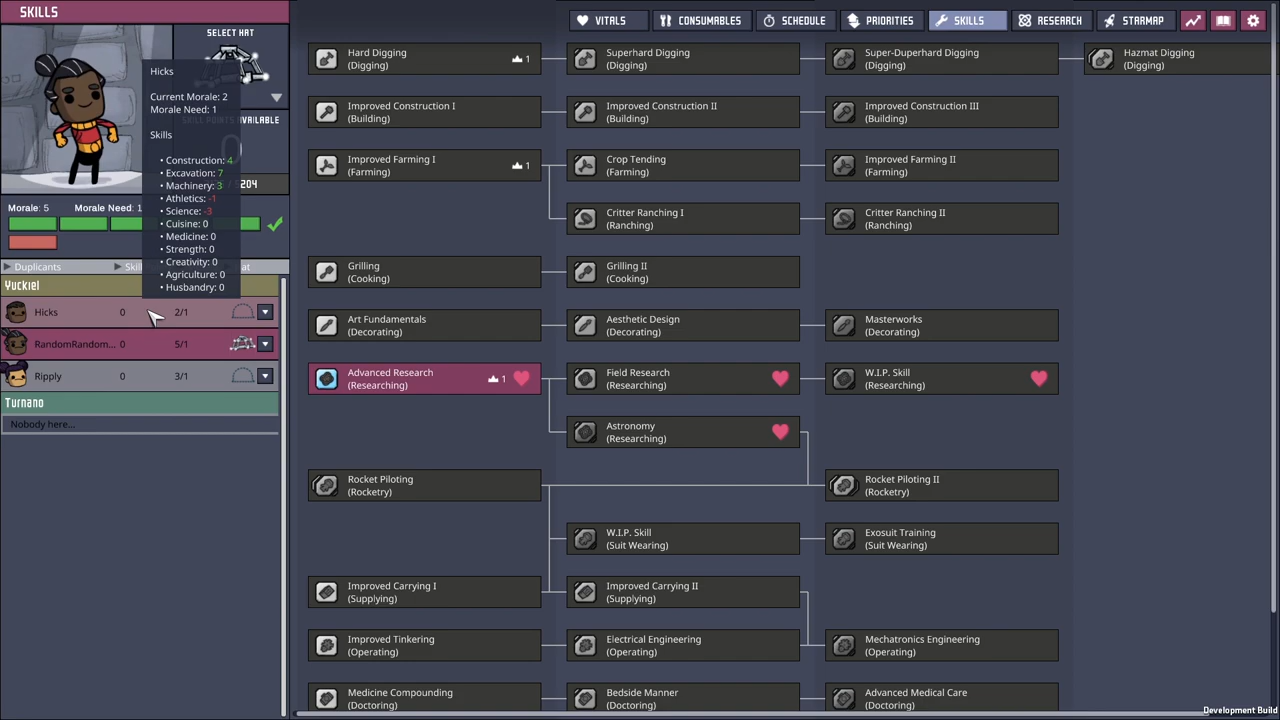 SKILLS
VITALS
CONSUMABLES
SCHEDULE
PRIORITIES
SKILLS
RESEARCH
STARMAP
SELECT HAT
Hicks
Current Morale: 2
Morale Need: 1
Skills
• Construction: 4
• Excavation: 7
• Machinery: 3
• Athletics: -1
• Science: -3
• Cuisine: 0
• Medicine: 0
• Strength: 0
• Creativity: 0
• Agriculture: 0
• Husbandry: 0
SKILL POINTS AVAILABLE
0
/ 5204
Morale: 5
Morale Need: 1
Duplicants
Yuckiel
Hicks 0 2/1
RandomRandom... 0 5/1
Ripply 0 3/1
Turnano
Nobody here...
Hard Digging
(Digging)
1
Superhard Digging
(Digging)
Super-Duperhard Digging
(Digging)
Hazmat Digging
(Digging)
Improved Construction I
(Building)
Improved Construction II
(Building)
Improved Construction III
(Building)
Improved Farming I
(Farming)
1
Crop Tending
(Farming)
Improved Farming II
(Farming)
Critter Ranching I
(Ranching)
Critter Ranching II
(Ranching)
Grilling
(Cooking)
Grilling II
(Cooking)
Art Fundamentals
(Decorating)
Aesthetic Design
(Decorating)
Masterworks
(Decorating)
Advanced Research
(Researching)
1
Field Research
(Researching)
W.I.P. Skill
(Researching)
Astronomy
(Researching)
Rocket Piloting
(Rocketry)
Rocket Piloting II
(Rocketry)
W.I.P. Skill
(Suit Wearing)
Exosuit Training
(Suit Wearing)
Improved Carrying I
(Supplying)
Improved Carrying II
(Supplying)
Improved Tinkering
(Operating)
Electrical Engineering
(Operating)
Mechatronics Engineering
(Operating)
Medicine Compounding
(Doctoring)
Bedside Manner
(Doctoring)
Advanced Medical Care
(Doctoring)
Development Build